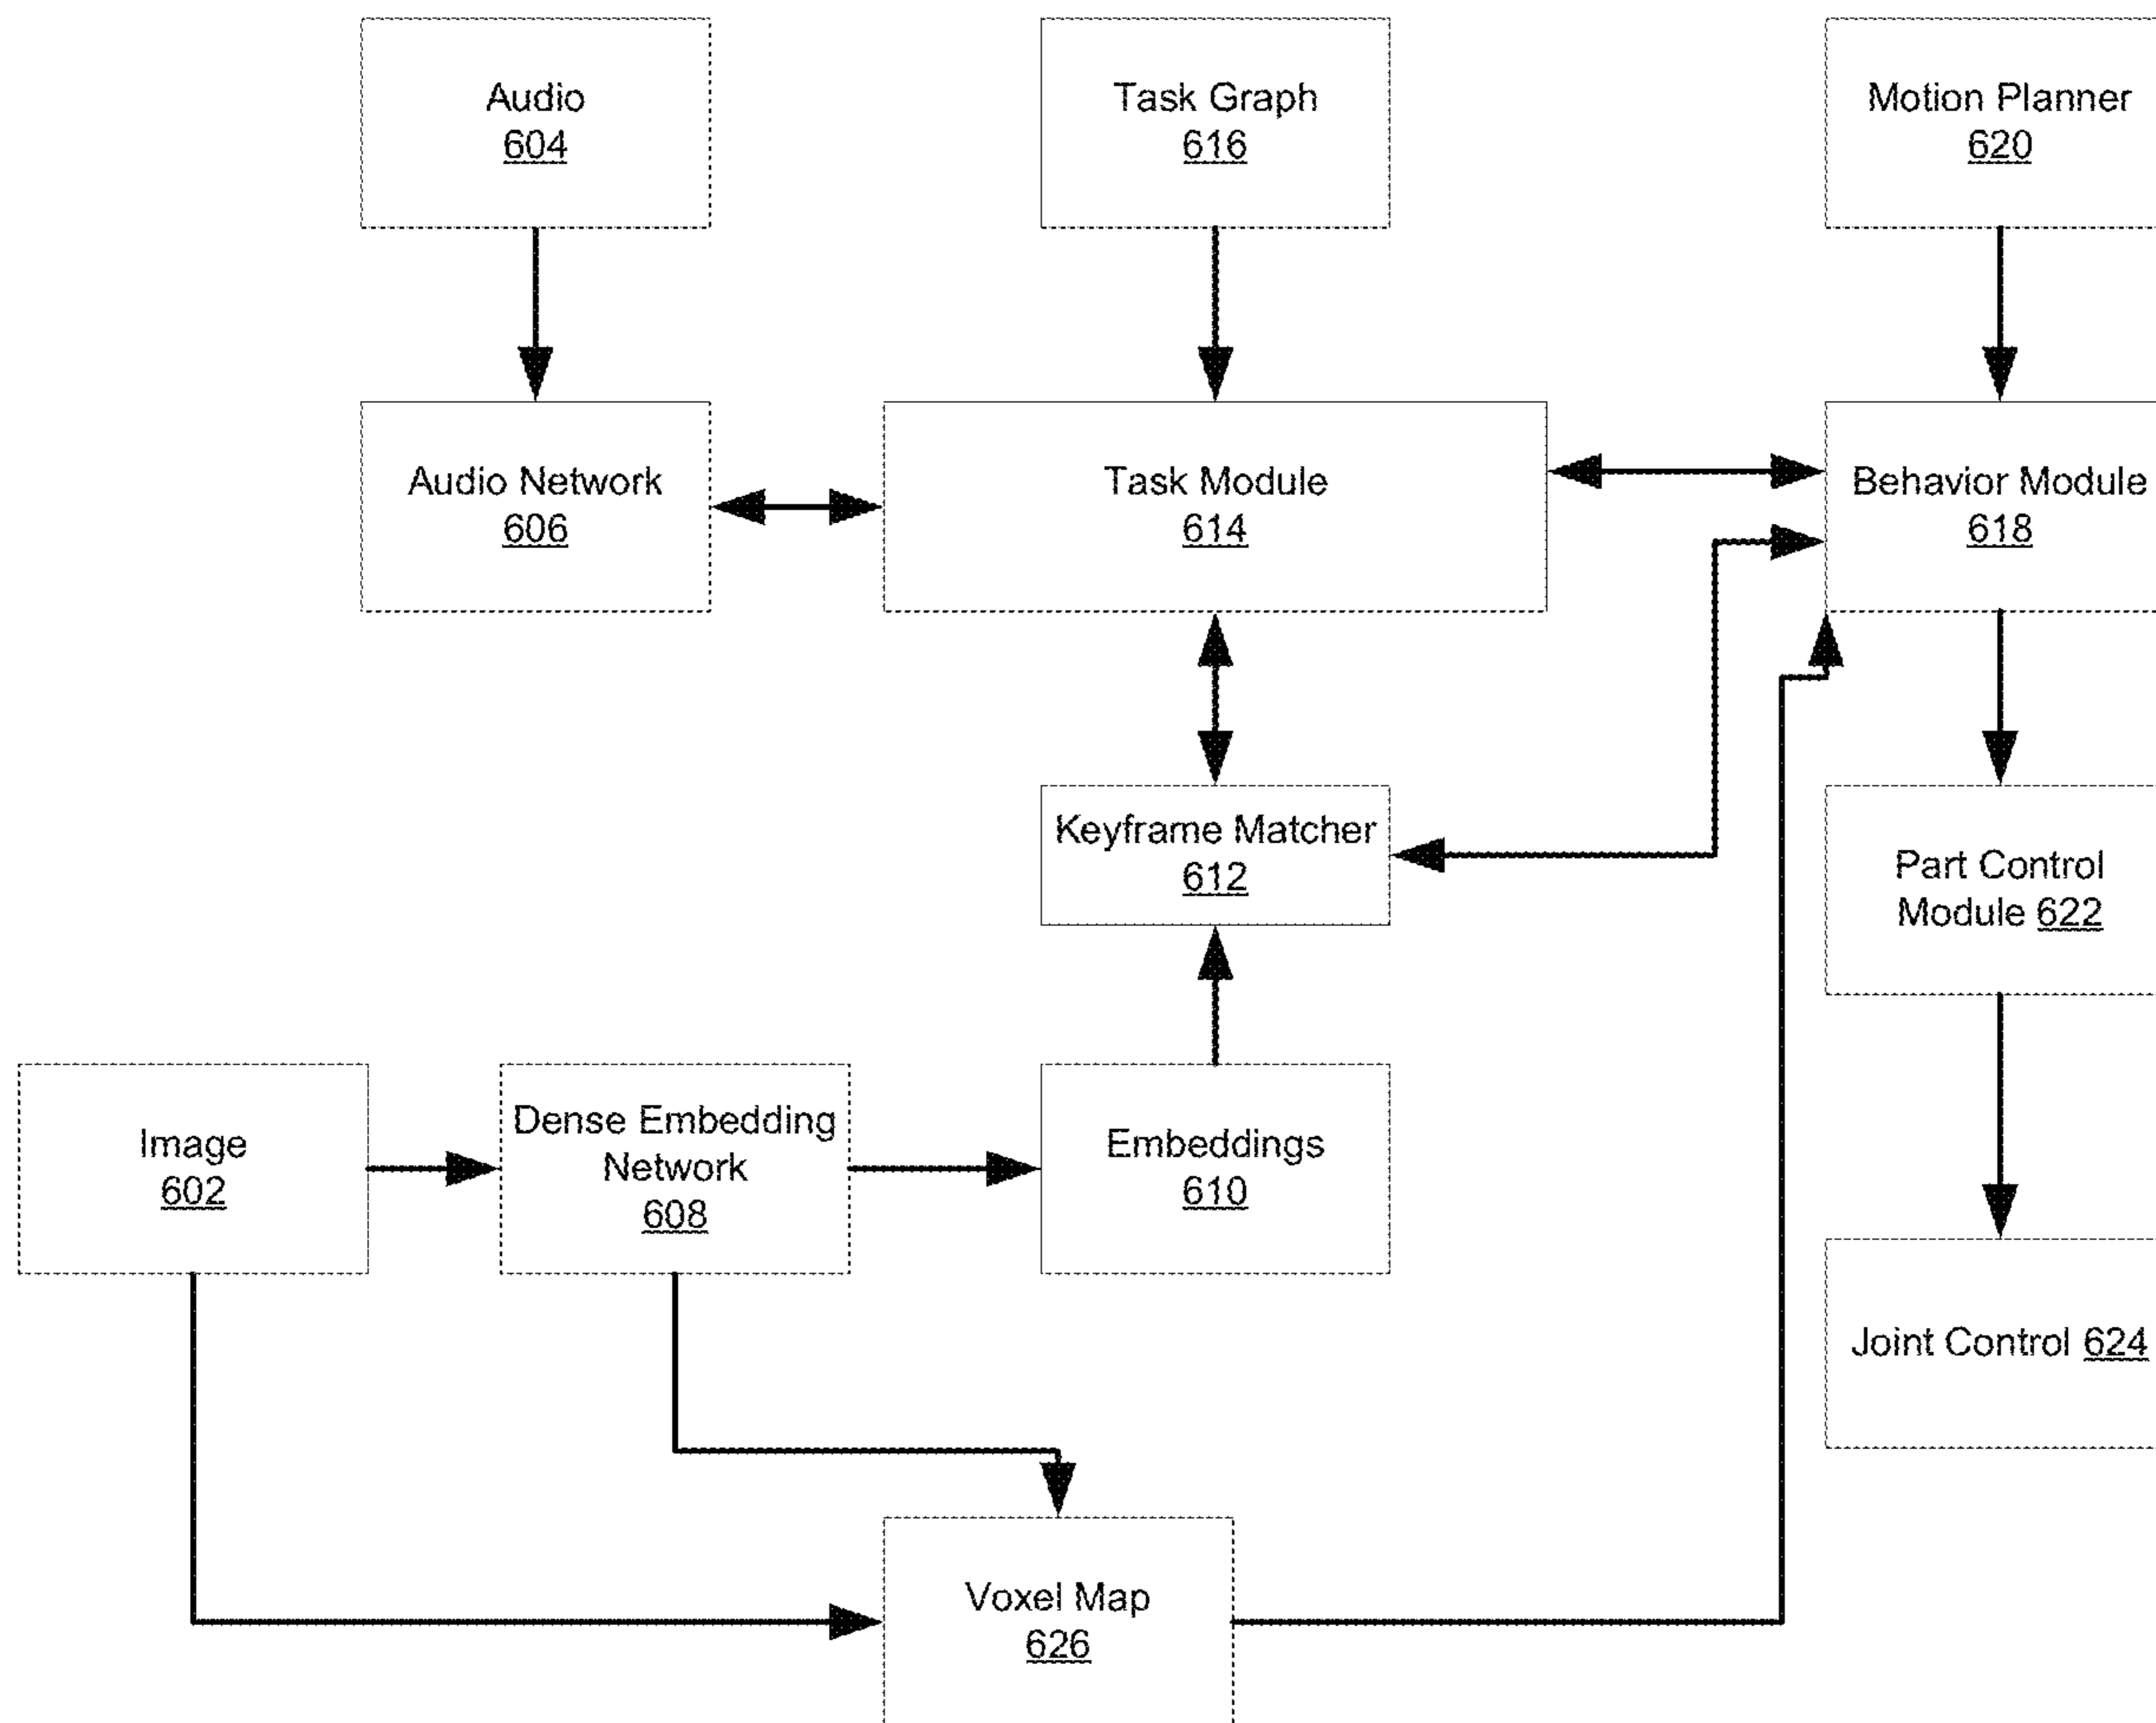 Audio
604
Task Graph
616
Motion Planner
620
Audio Network
606
Task Module
614
Behavior Module
618
Keyframe Matcher
612
Part Control
Module 622
Image
602
Dense Embedding
Network
608
Embeddings
610
Joint Control 624
Voxel Map
626